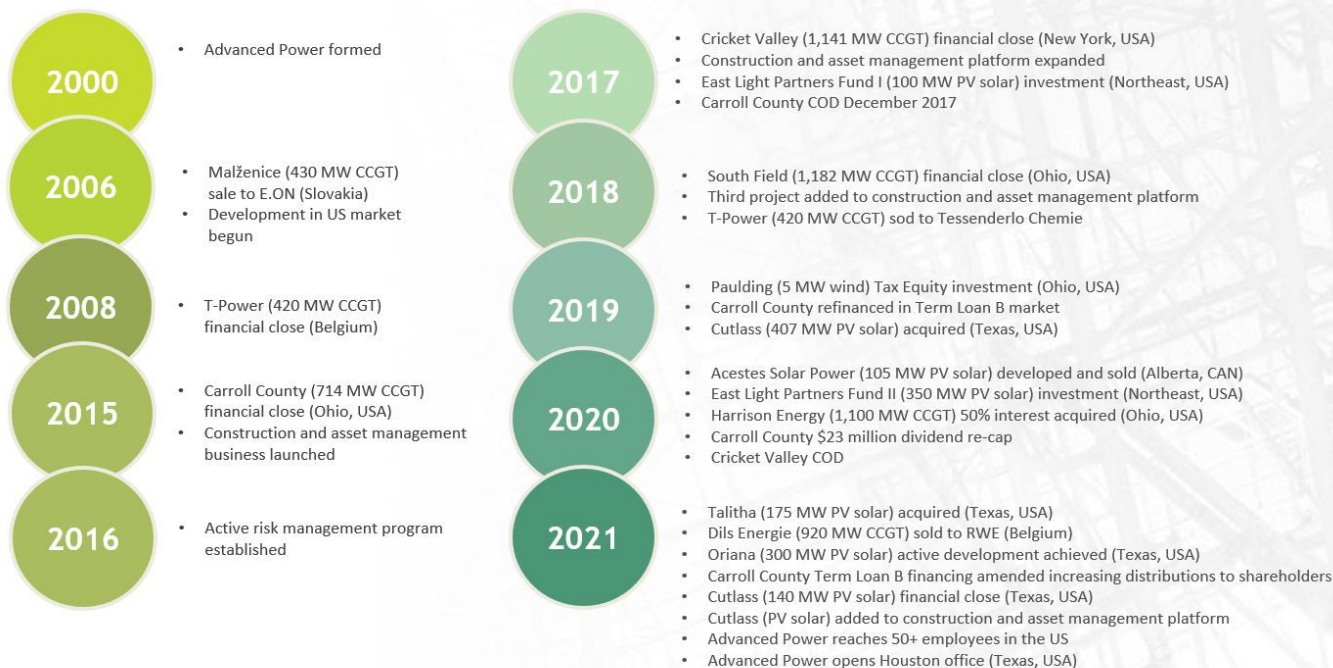 2000
• Advanced Power formed
2006
• Malženice (430 MW CCGT)
sale to E.ON (Slovakia)
• Development in US market
begun
2008
• T-Power (420 MW CCGT)
financial close (Belgium)
2015
• Carroll County (714 MW CCGT)
financial close (Ohio, USA)
• Construction and asset management
business launched
2016
• Active risk management program
established
2017
• Cricket Valley (1,141 MW CCGT) financial close (New York, USA)
• Construction and asset management platform expanded
• East Light Partners Fund I (100 MW PV solar) investment (Northeast, USA)
• Carroll County COD December 2017
2018
• South Field (1,182 MW CCGT) financial close (Ohio, USA)
• Third project added to construction and asset management platform
• T-Power (420 MW CCGT) sod to Tessenderlo Chemie
2019
• Paulding (5 MW wind) Tax Equity investment (Ohio, USA)
• Carroll County refinanced in Term Loan B market
• Cutlass (407 MW PV solar) acquired (Texas, USA)
2020
• Acestes Solar Power (105 MW PV solar) developed and sold (Alberta, CAN)
• East Light Partners Fund II (350 MW PV solar) investment (Northeast, USA)
• Harrison Energy (1,100 MW CCGT) 50% interest acquired (Ohio, USA)
• Carroll County $23 million dividend re-cap
• Cricket Valley COD
2021
• Talitha (175 MW PV solar) acquired (Texas, USA)
• Dils Energie (920 MW CCGT) sold to RWE (Belgium)
• Oriana (300 MW PV solar) active development achieved (Texas, USA)
• Carroll County Term Loan B financing amended increasing distributions to shareholders
• Cutlass (140 MW PV solar) financial close (Texas, USA)
• Cutlass (PV solar) added to construction and asset management platform
• Advanced Power reaches 50+ employees in the US
• Advanced Power opens Houston office (Texas, USA)